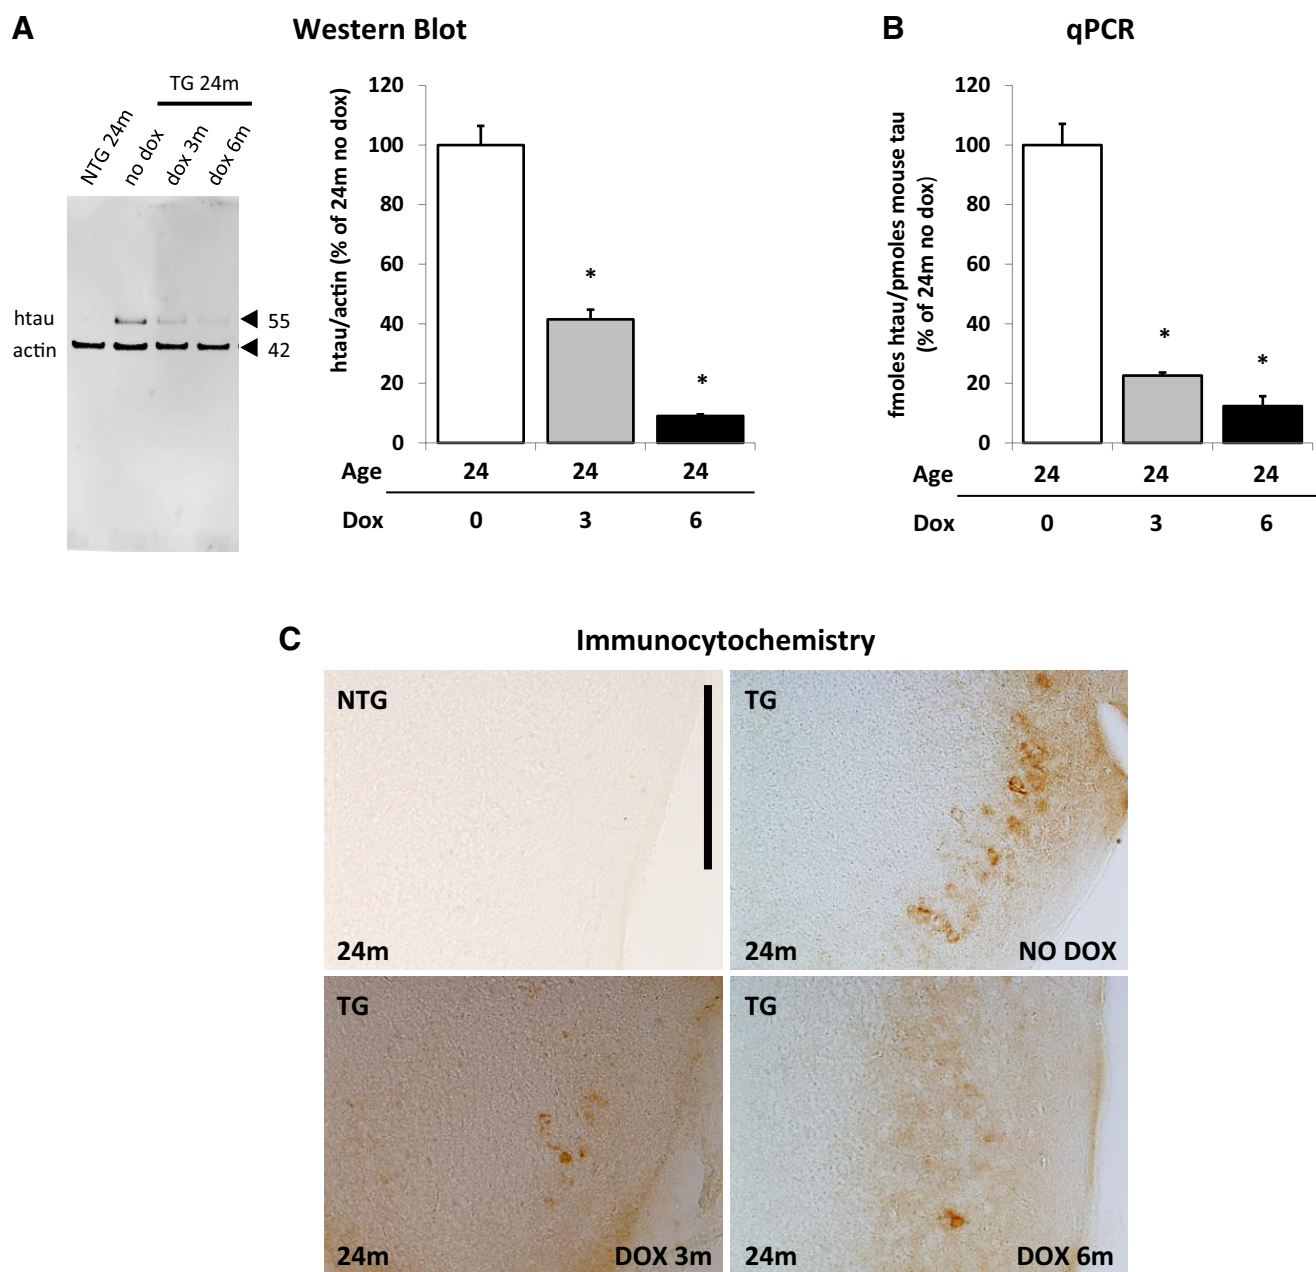 A
Western Blot
TG 24m
NTG 24m
no dox
dox 3m
dox 6m
htau
55
actin
42
htau/actin (% of 24m no dox)
120
100
80
60
40
20
0
*
*
Age 24 24 24
Dox 0 3 6
B
qPCR
fmoles htau/pmoles mouse tau
(% of 24m no dox)
120
100
80
60
40
20
0
*
*
Age 24 24 24
Dox 0 3 6
C
Immunocytochemistry
NTG
24m
TG
24m NO DOX
TG
24m DOX 3m
TG
24m DOX 6m